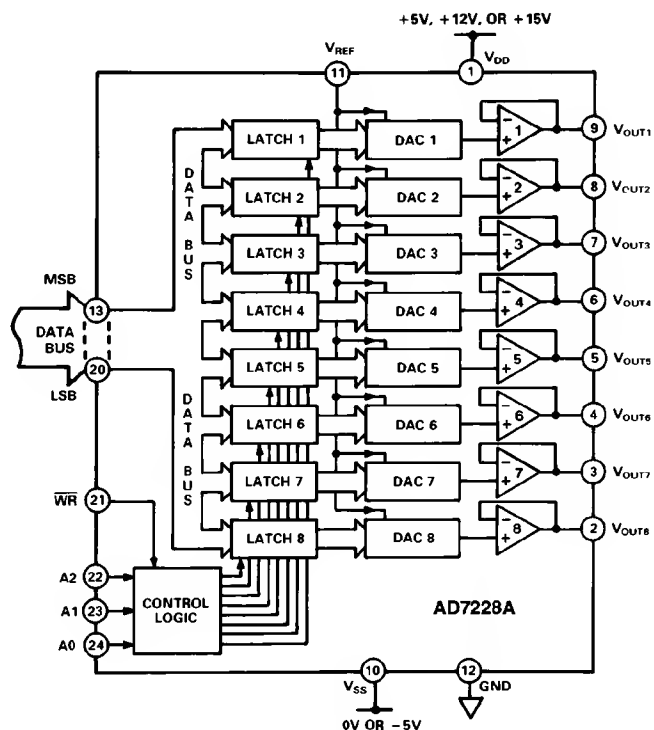 +5V, +12V, OR +15V
VREF
VDD
11
1
LATCH 1
DAC 1
− + 1
9 VOUT1
LATCH 2
DAC 2
− + 2
8 VOUT2
LATCH 3
DAC 3
− + 3
7 VOUT3
LATCH 4
DAC 4
− + 4
6 VOUT4
LATCH 5
DAC 5
− + 5
5 VOUT5
LATCH 6
DAC 6
− + 6
4 VOUT6
LATCH 7
DAC 7
− + 7
3 VOUT7
LATCH 8
DAC 8
− + 8
2 VOUT8
DATA BUS
DATA BUS
MSB
13
DATA
BUS
20
LSB
WR 21
A2 22
A1 23
A0 24
CONTROL
LOGIC
AD7228A
10
12
VSS
GND
0V OR −5V